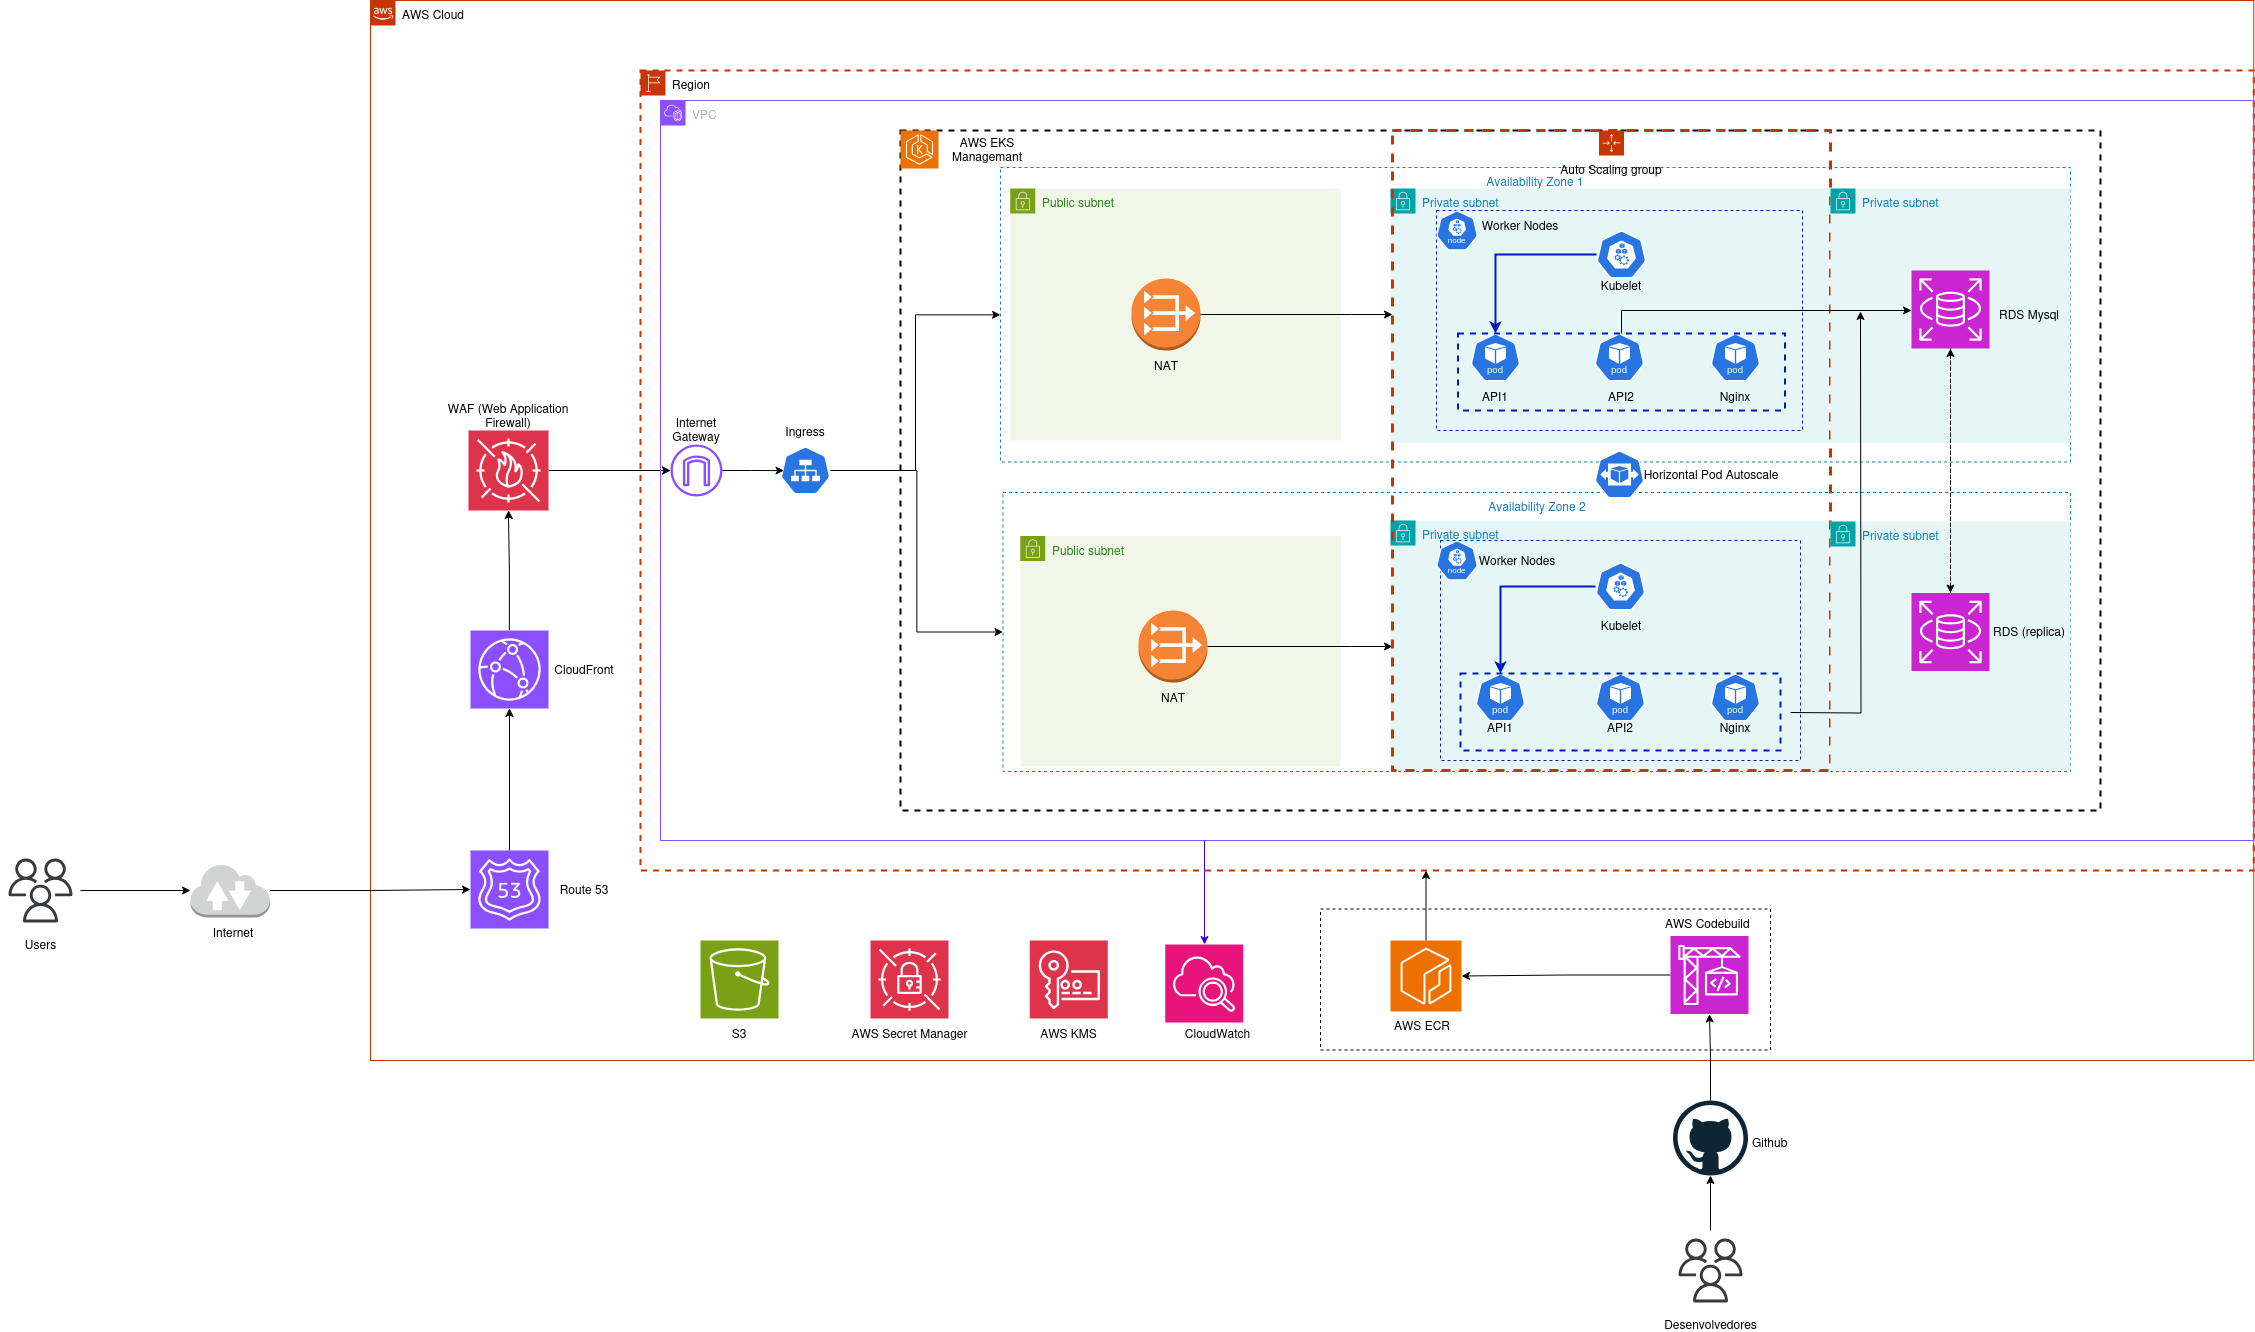 aws
AWS Cloud
Region
VPC
AWS EKS
Managemant
Auto Scaling group
Availability Zone 1
Public subnet
Private subnet
Private subnet
node
Worker Nodes
Kubelet
RDS Mysql
NAT
pod
pod
pod
API1
API2
Nginx
WAF (Web Application
Firewall)
Internet
Gateway
Ingress
Horizontal Pod Autoscale
Availability Zone 2
Public subnet
Private subnet
Private subnet
node
Worker Nodes
Kubelet
RDS (replica)
NAT
pod
pod
pod
API1
API2
Nginx
CloudFront
53
Route 53
Users
Internet
AWS Codebuild
S3
AWS Secret Manager
AWS KMS
CloudWatch
AWS ECR
Github
Desenvolvedores